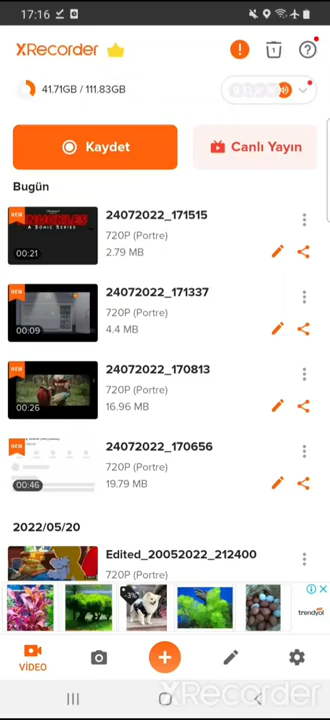 17:16
XRecorder
41.71GB / 111.83GB
Kaydet
Canlı Yayın
Bugün
NEW
KNUCKLES
A SONIC SERIES
00:21
24072022_171515
720P (Portre)
2.79 MB
NEW
00:09
24072022_171337
720P (Portre)
4.4 MB
NEW
00:26
24072022_170813
720P (Portre)
16.96 MB
NEW
00:46
24072022_170656
720P (Portre)
19.79 MB
2022/05/20
Edited_20052022_212400
720P (Portre)
-3%
trendyol
VİDEO
XRecorder